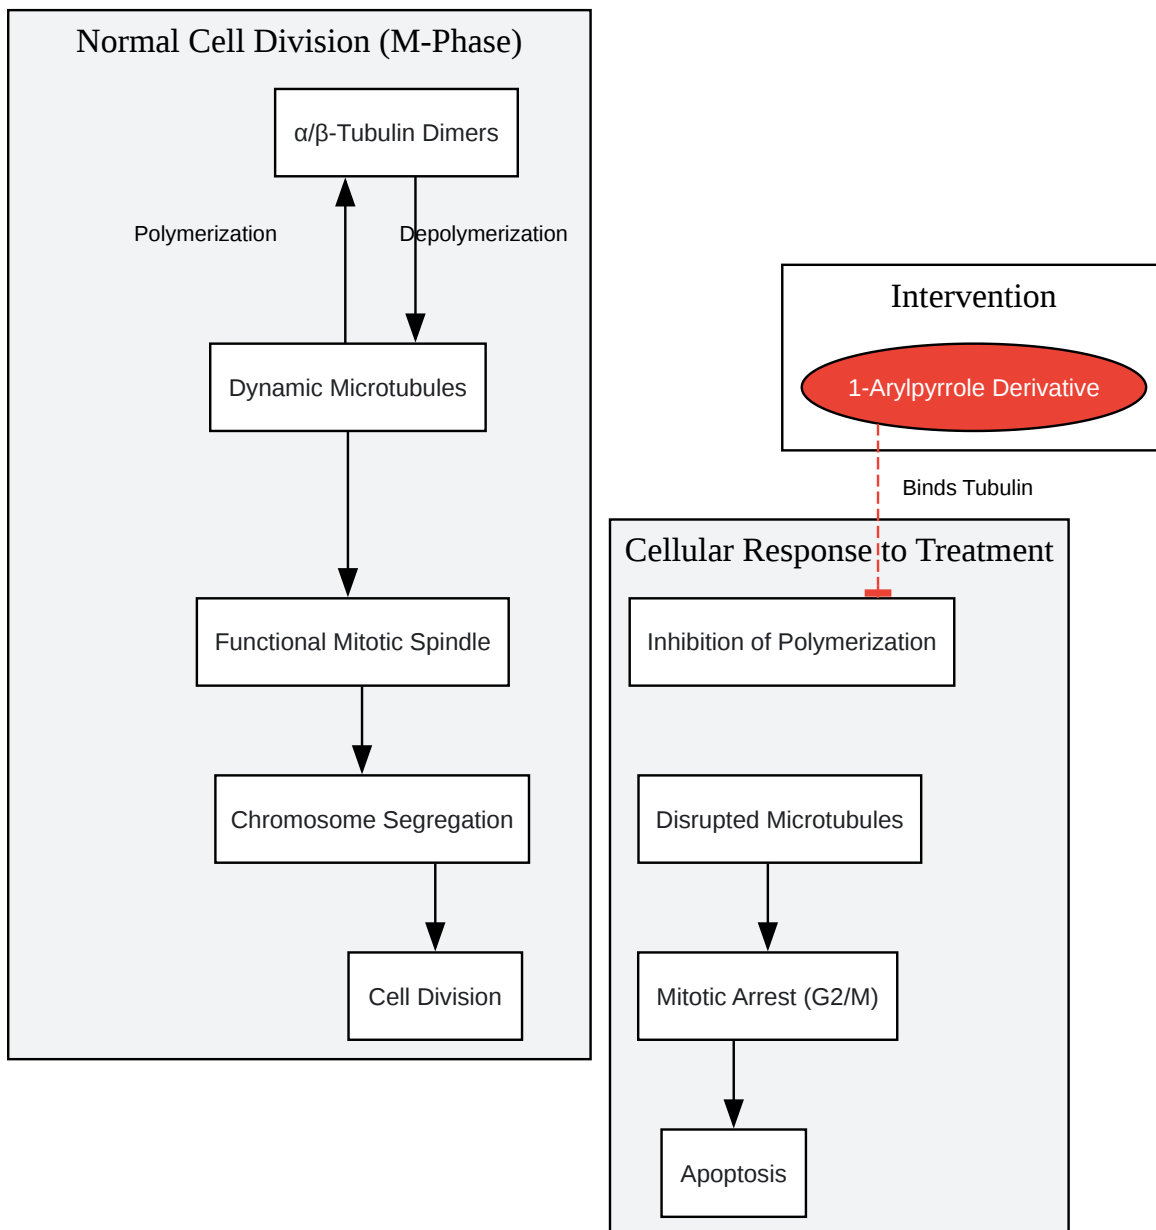 Normal Cell Division (M-Phase)
α/β-Tubulin Dimers
Polymerization
Depolymerization
Dynamic Microtubules
Functional Mitotic Spindle
Chromosome Segregation
Cell Division
Intervention
1-Arylpyrrole Derivative
Binds Tubulin
Cellular Response to Treatment
Inhibition of Polymerization
Disrupted Microtubules
Mitotic Arrest (G2/M)
Apoptosis